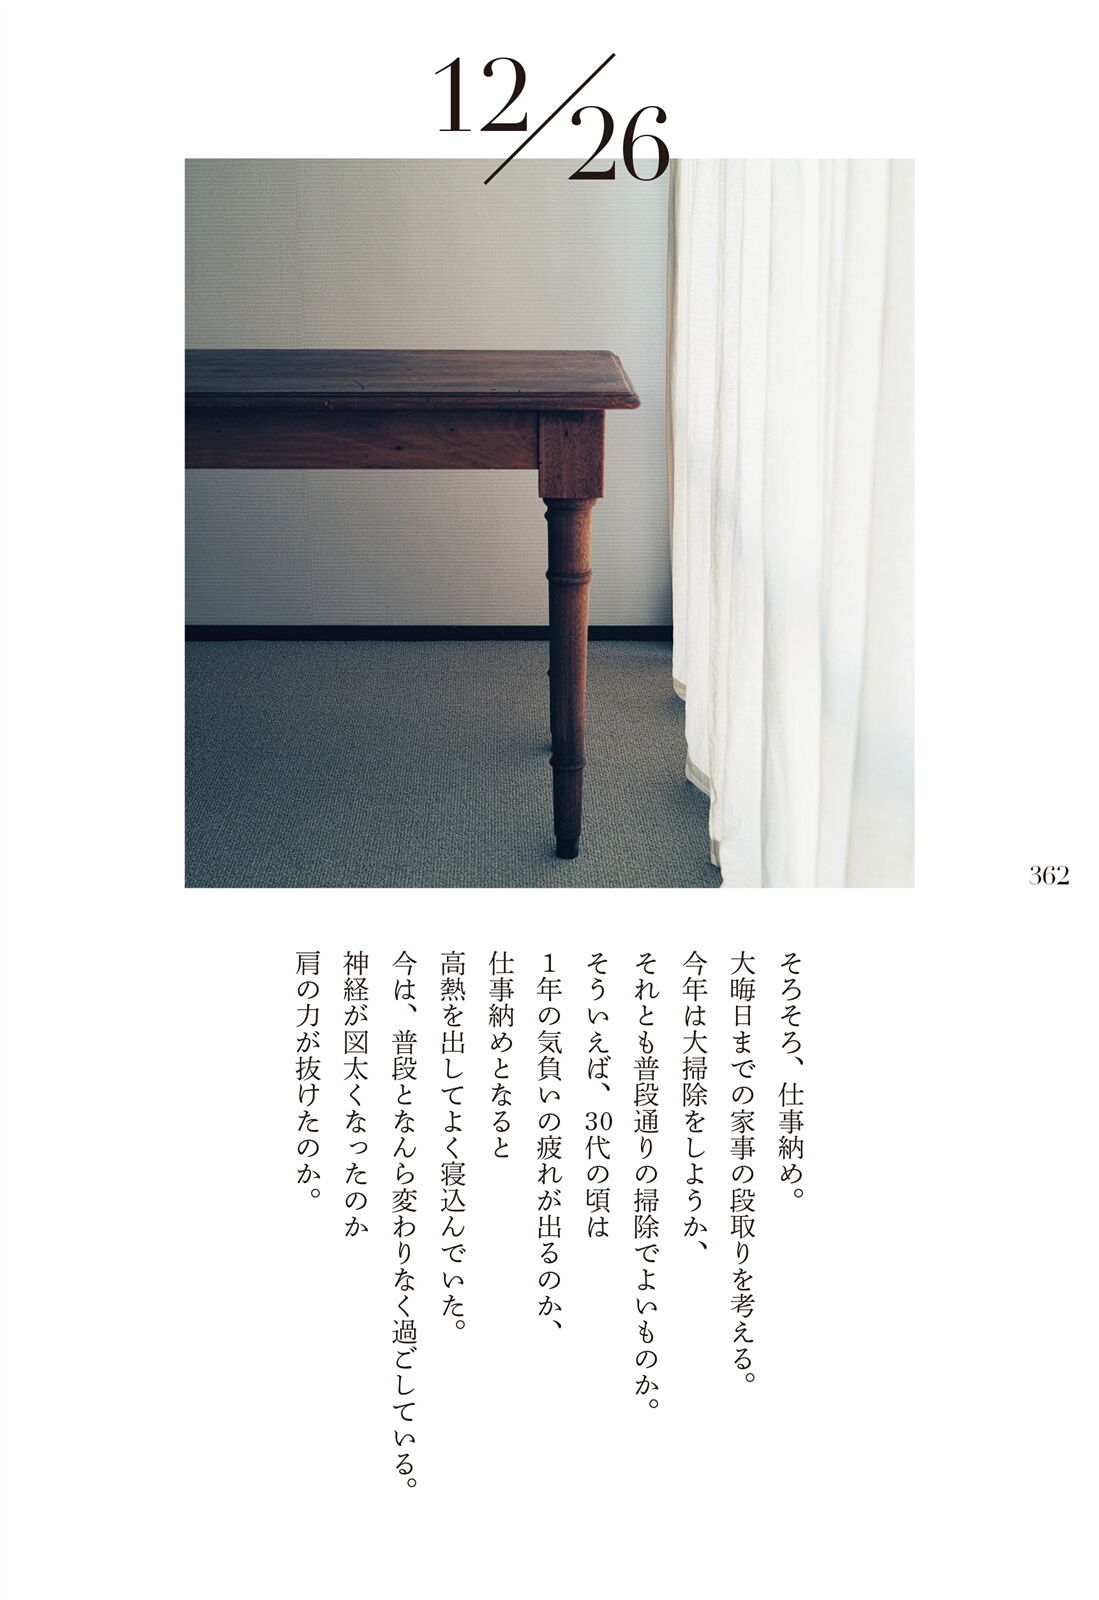 12/26
362
そろそろ、仕事納め。
大晦日までの家事の段取りを考える。
今年は大掃除をしようか、
それとも普段通りの掃除でよいものか。
そういえば、30代の頃は
1年の気負いの疲れが出るのか、
仕事納めとなると
高熱を出してよく寝込んでいた。
今は、普段となんら変わりなく過ごしている。
神経が図太くなったのか
肩の力が抜けたのか。